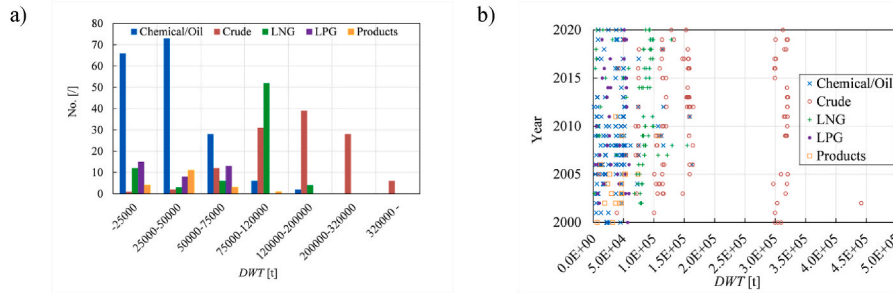 a)
Chemical/Oil Crude LNG LPG Products
80
70
60
50
40
30
20
10
0
No. [/]
-25000
25000-50000
50000-75000
75000-120000
120000-200000
200000-320000
320000 -
DWT [t]
b)
2020
2015
2010
2005
2000
Year
Chemical/Oil
Crude
LNG
LPG
Products
0.0E+00
5.0E+04
1.0E+05
1.5E+05
2.0E+05
2.5E+05
3.0E+05
3.5E+05
4.0E+05
4.5E+05
DWT [t]